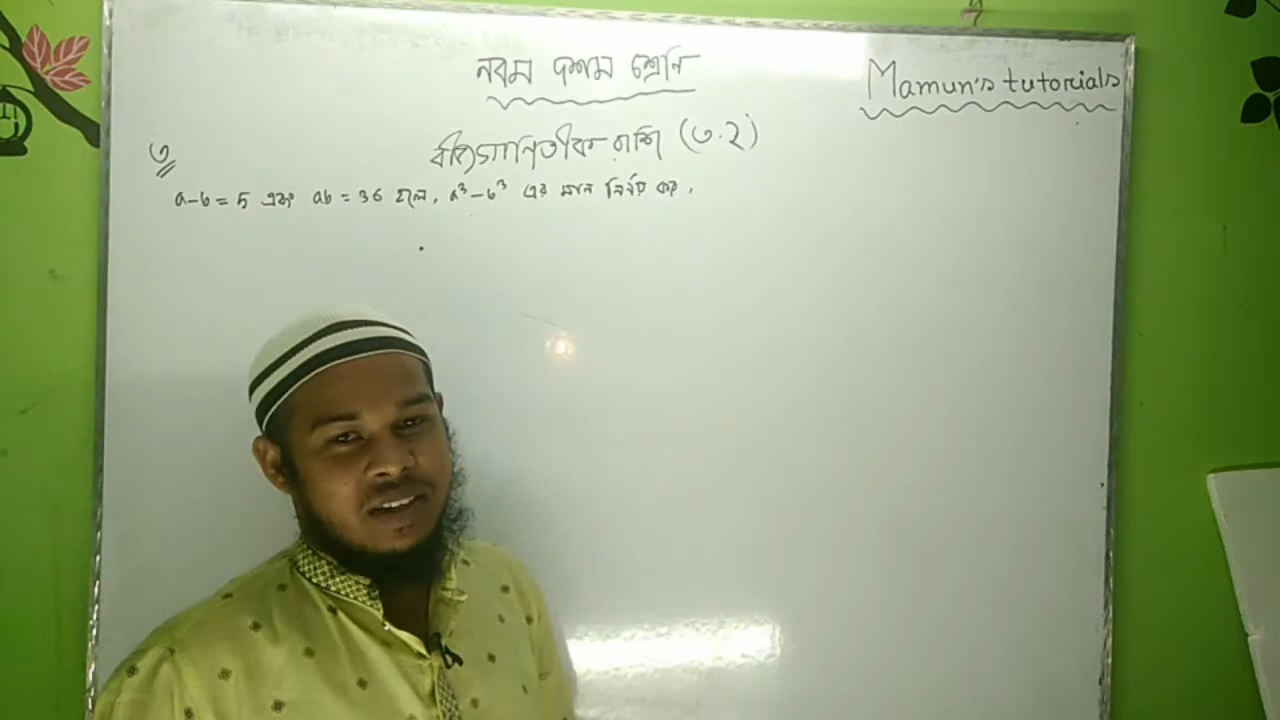 নবম দশম শ্রেণি
Mamun's tutorials
বীজগাণিতীক রাশি (৩.২)
৩
a-b = 5 এবং ab = 36 হলে, a³-b³ এর মান নির্ণয় কর।